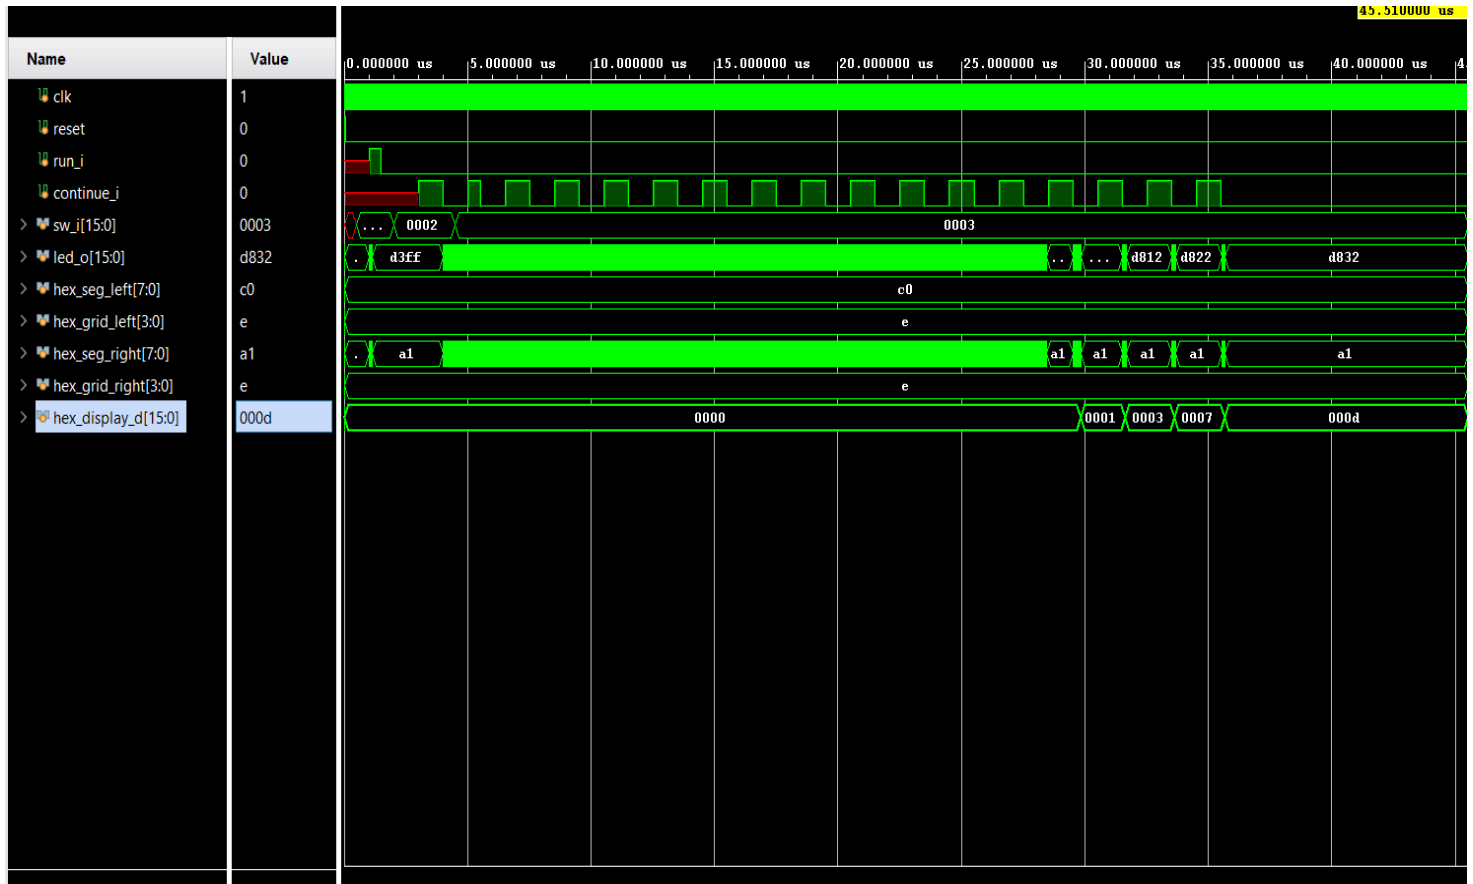 45.510000 us
Name Value
0.000000 us 5.000000 us 10.000000 us 15.000000 us 20.000000 us 25.000000 us 30.000000 us 35.000000 us 40.000000 us 4
clk 1
reset 0
run_i 0
continue_i 0
sw_i[15:0] 0003 ... 0002 0003
led_o[15:0] d832 . d3ff .. ... d812 d822 d832
hex_seg_left[7:0] c0 c0
hex_grid_left[3:0] e e
hex_seg_right[7:0] a1 . a1 a1 a1 a1 a1 a1
hex_grid_right[3:0] e e
hex_display_d[15:0] 000d 0000 0001 0003 0007 000d